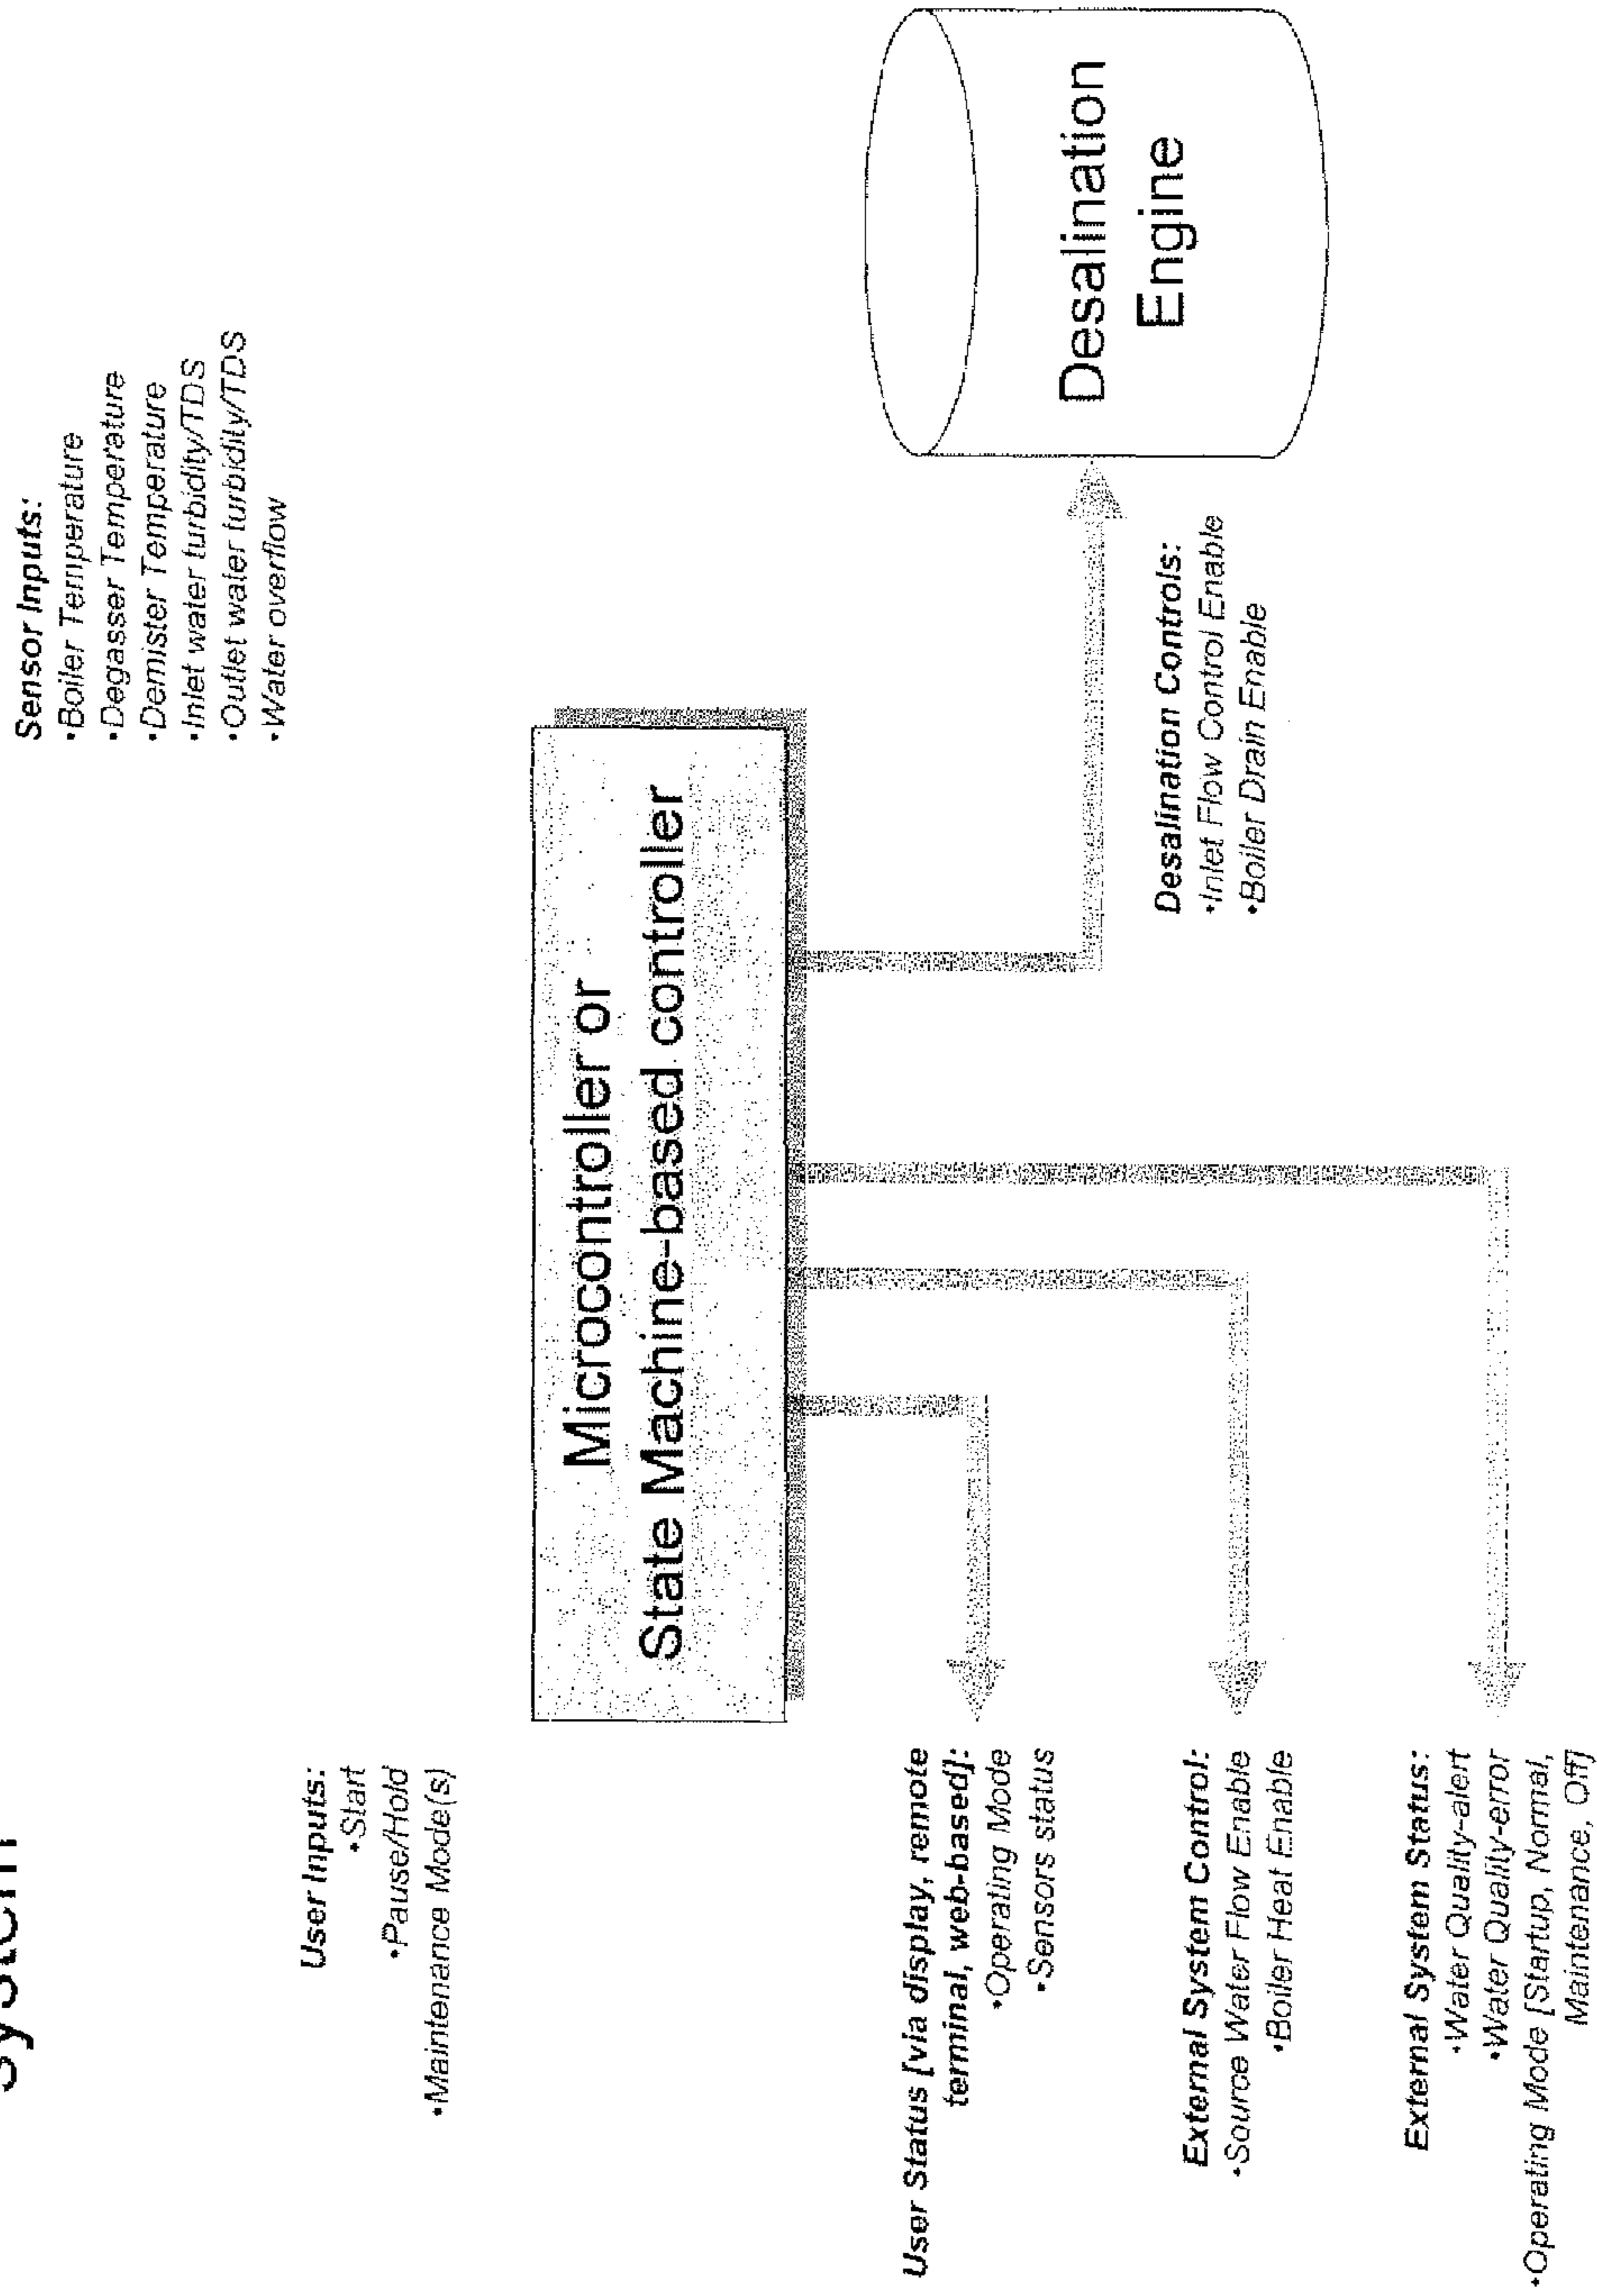 System
Sensor Inputs:
•Boiler Temperature
•Degasser Temperature
•Demister Temperature
•Inlet water turbidity/TDS
•Outlet water turbidity/TDS
•Water overflow
User Inputs:
•Start
•Pause/Hold
•Maintenance Mode(s)
Microcontroller or
State Machine-based controller
User Status [via display, remote
terminal, web-based]:
•Operating Mode
•Sensors status
External System Control:
•Source Water Flow Enable
•Boiler Heat Enable
External System Status:
•Water Quality-alert
•Water Quality-error
•Operating Mode [Startup, Normal,
Maintenance, Off]
Desalination Controls:
•Inlet Flow Control Enable
•Boiler Drain Enable
Desalination
Engine